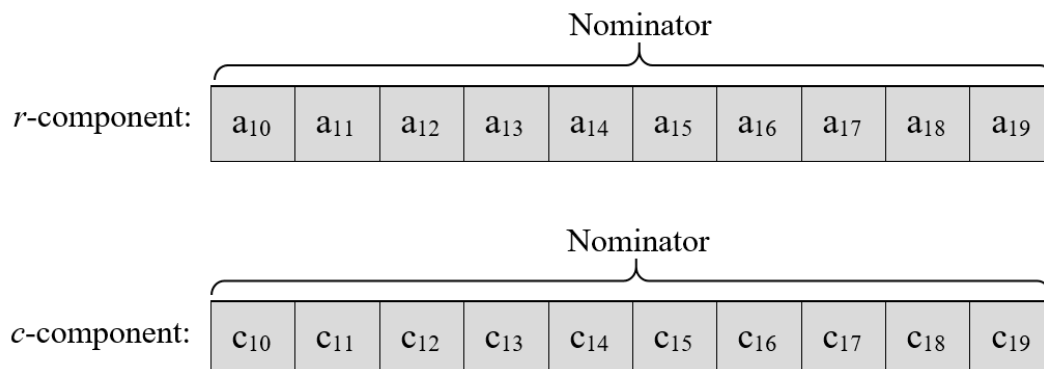 Nominator
r-component: a₁₀ a₁₁ a₁₂ a₁₃ a₁₄ a₁₅ a₁₆ a₁₇ a₁₈ a₁₉
Nominator
c-component: c₁₀ c₁₁ c₁₂ c₁₃ c₁₄ c₁₅ c₁₆ c₁₇ c₁₈ c₁₉